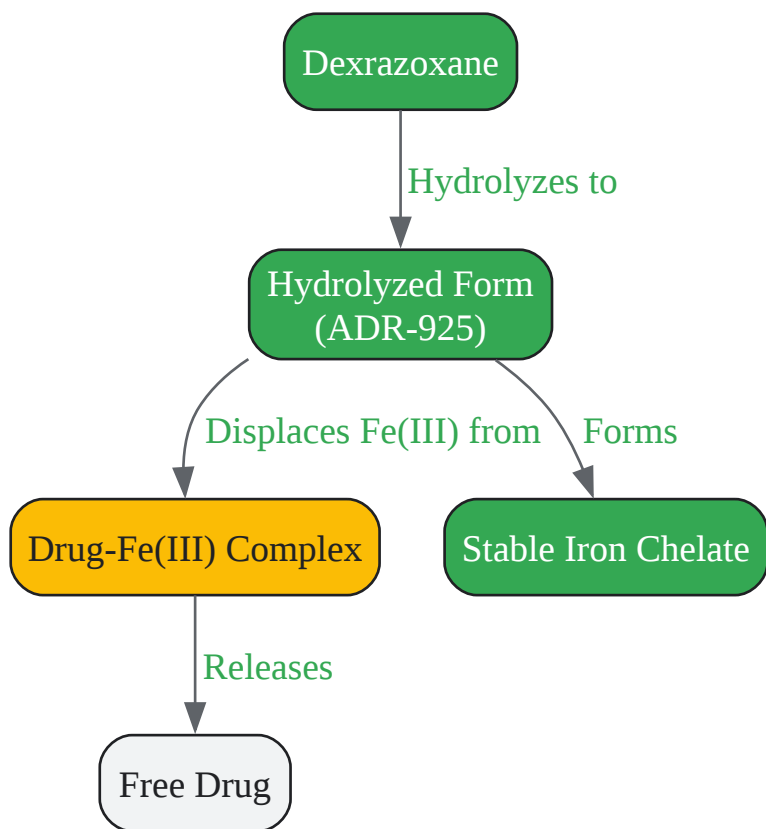 Dexrazoxane
Hydrolyzes to
Hydrolyzed Form
(ADR-925)
Displaces Fe(III) from
Forms
Drug-Fe(III) Complex
Stable Iron Chelate
Releases
Free Drug